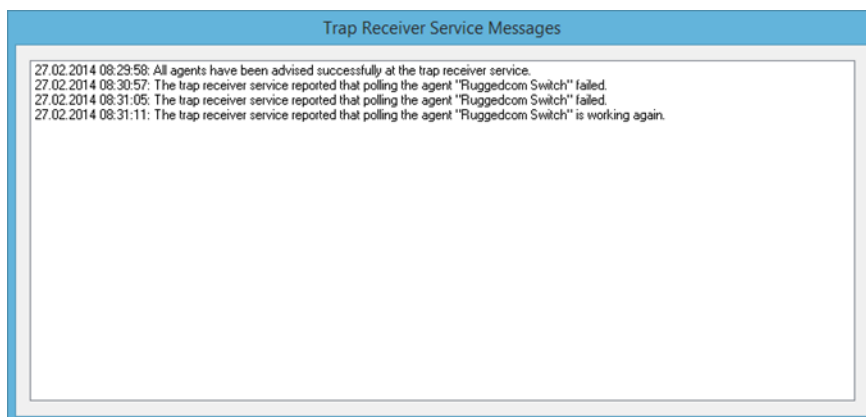 Trap Receiver Service Messages
27.02.2014 08:29:58: All agents have been advised successfully at the trap receiver service.
27.02.2014 08:30:57: The trap receiver service reported that polling the agent "Ruggedcom Switch" failed.
27.02.2014 08:31:05: The trap receiver service reported that polling the agent "Ruggedcom Switch" failed.
27.02.2014 08:31:11: The trap receiver service reported that polling the agent "Ruggedcom Switch" is working again.